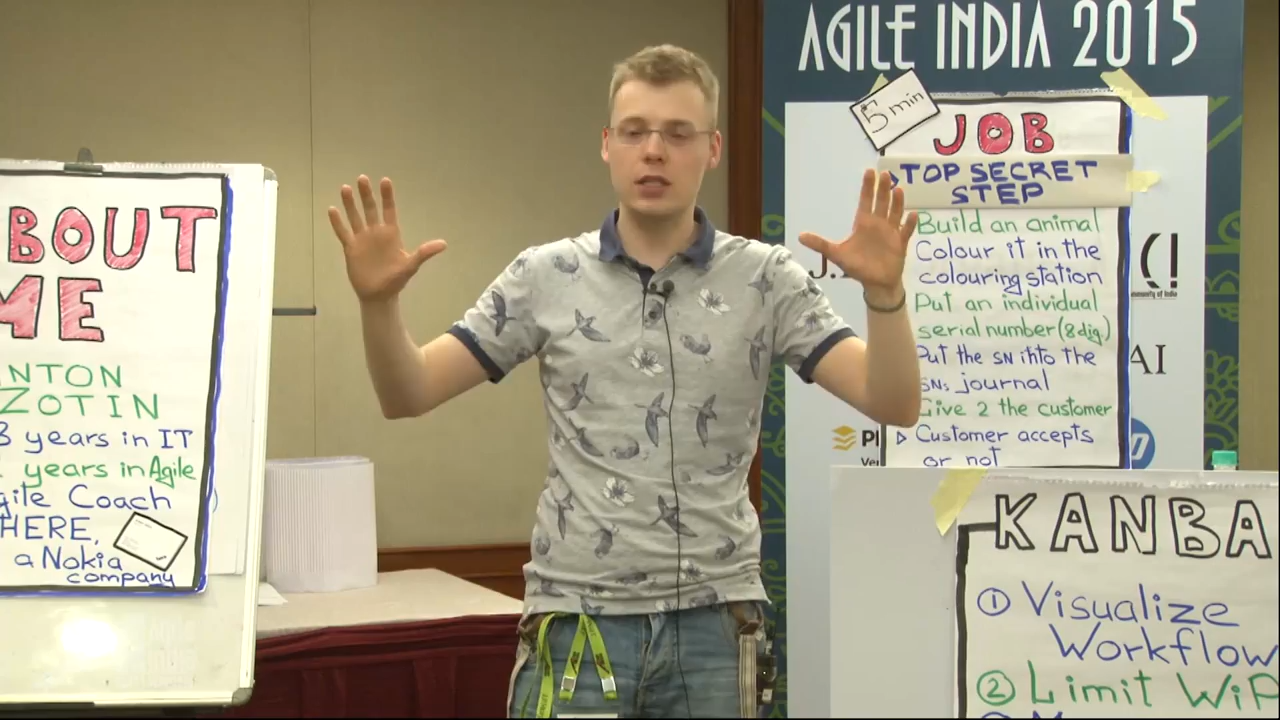 BOUT
ME
NTON
ZOTIN
years in IT
years in Agile
gile Coach
HERE,
a Nokia
company
AGILE INDIA 2015
5 min
JOB
TOP SECRET
STEP
Build an animal
Colour it in the
colouring station
Put an individual
serial number (8 dig.)
Put the SN into the
SNs journal
Give 2 the customer
Customer accepts
or not
KANBA
① Visualize
Workflow
② Limit WiP